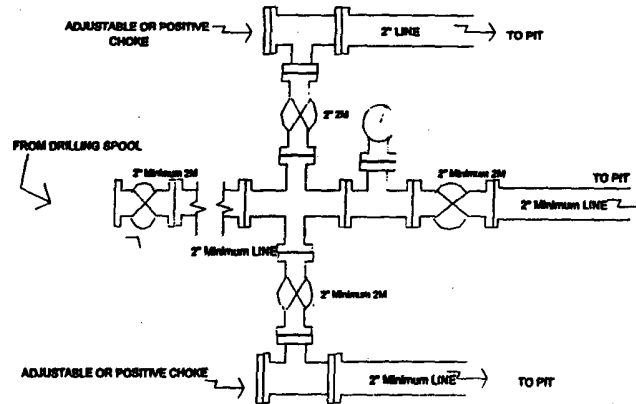 ADJUSTABLE OR POSITIVE
CHOKE
2" LINE
TO PIT
2" 2M
FROM DRILLING SPOOL
2" Minimum 2M
2" Minimum 2M
TO PIT
2" Minimum LINE
2" Minimum LINE
2" Minimum 2M
ADJUSTABLE OR POSITIVE CHOKE
2" Minimum LINE
TO PIT